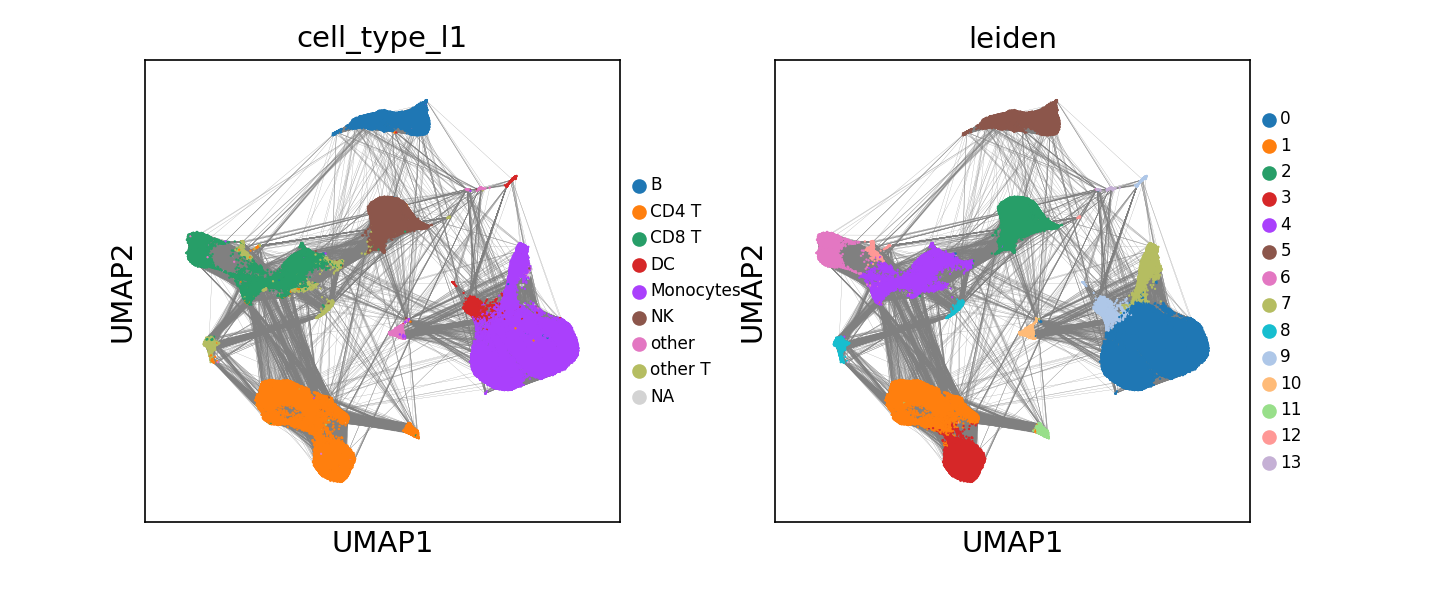 cell_type_l1
UMAP2
UMAP1
B
CD4 T
CD8 T
DC
Monocytes
NK
other
other T
NA
leiden
UMAP2
UMAP1
0
1
2
3
4
5
6
7
8
9
10
11
12
13